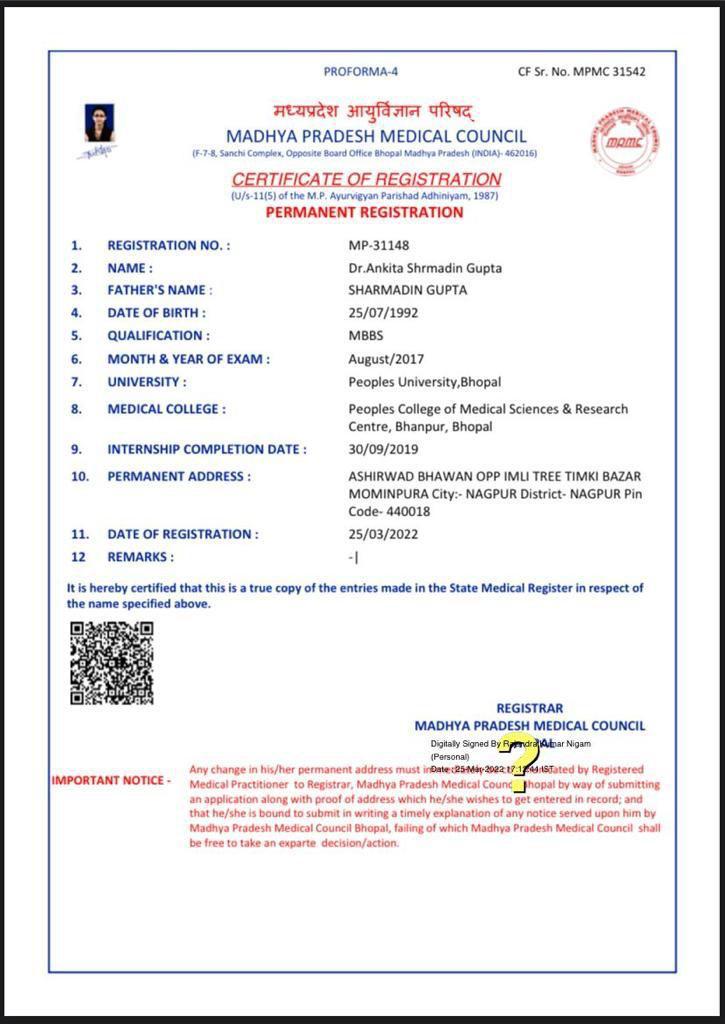 PROFORMA-4
CF Sr. No. MPMC 31542
मध्यप्रदेश आयुर्विज्ञान परिषद्
MADHYA PRADESH MEDICAL COUNCIL
(F-7-8, Sanchi Complex, Opposite Board Office Bhopal Madhya Pradesh (INDIA)- 462016)
MPMC
CERTIFICATE OF REGISTRATION
(U/s-11(5) of the M.P. Ayurvigyan Parishad Adhiniyam, 1987)
PERMANENT REGISTRATION
1. REGISTRATION NO. : MP-31148
2. NAME : Dr.Ankita Shrmadin Gupta
3. FATHER'S NAME : SHARMADIN GUPTA
4. DATE OF BIRTH : 25/07/1992
5. QUALIFICATION : MBBS
6. MONTH & YEAR OF EXAM : August/2017
7. UNIVERSITY : Peoples University,Bhopal
8. MEDICAL COLLEGE : Peoples College of Medical Sciences & Research
Centre, Bhanpur, Bhopal
9. INTERNSHIP COMPLETION DATE : 30/09/2019
10. PERMANENT ADDRESS : ASHIRWAD BHAWAN OPP IMLI TREE TIMKI BAZAR
MOMINPURA City:- NAGPUR District- NAGPUR Pin
Code- 440018
11. DATE OF REGISTRATION : 25/03/2022
12 REMARKS : -|
It is hereby certified that this is a true copy of the entries made in the State Medical Register in respect of
the name specified above.
REGISTRAR
MADHYA PRADESH MEDICAL COUNCIL
Digitally Signed By Rajendra Kumar Nigam
(Personal)
Date : 25-Mar-2022 17:12:44 IST
IMPORTANT NOTICE -
Any change in his/her permanent address must by Registered
Medical Practitioner to Registrar, Madhya Pradesh Medical Bhopal by way of submitting
an application along with proof of address which he/she wishes to get entered in record; and
that he/she is bound to submit in writing a timely explanation of any notice served upon him by
Madhya Pradesh Medical Council Bhopal, failing of which Madhya Pradesh Medical Council shall
be free to take an exparte decision/action.